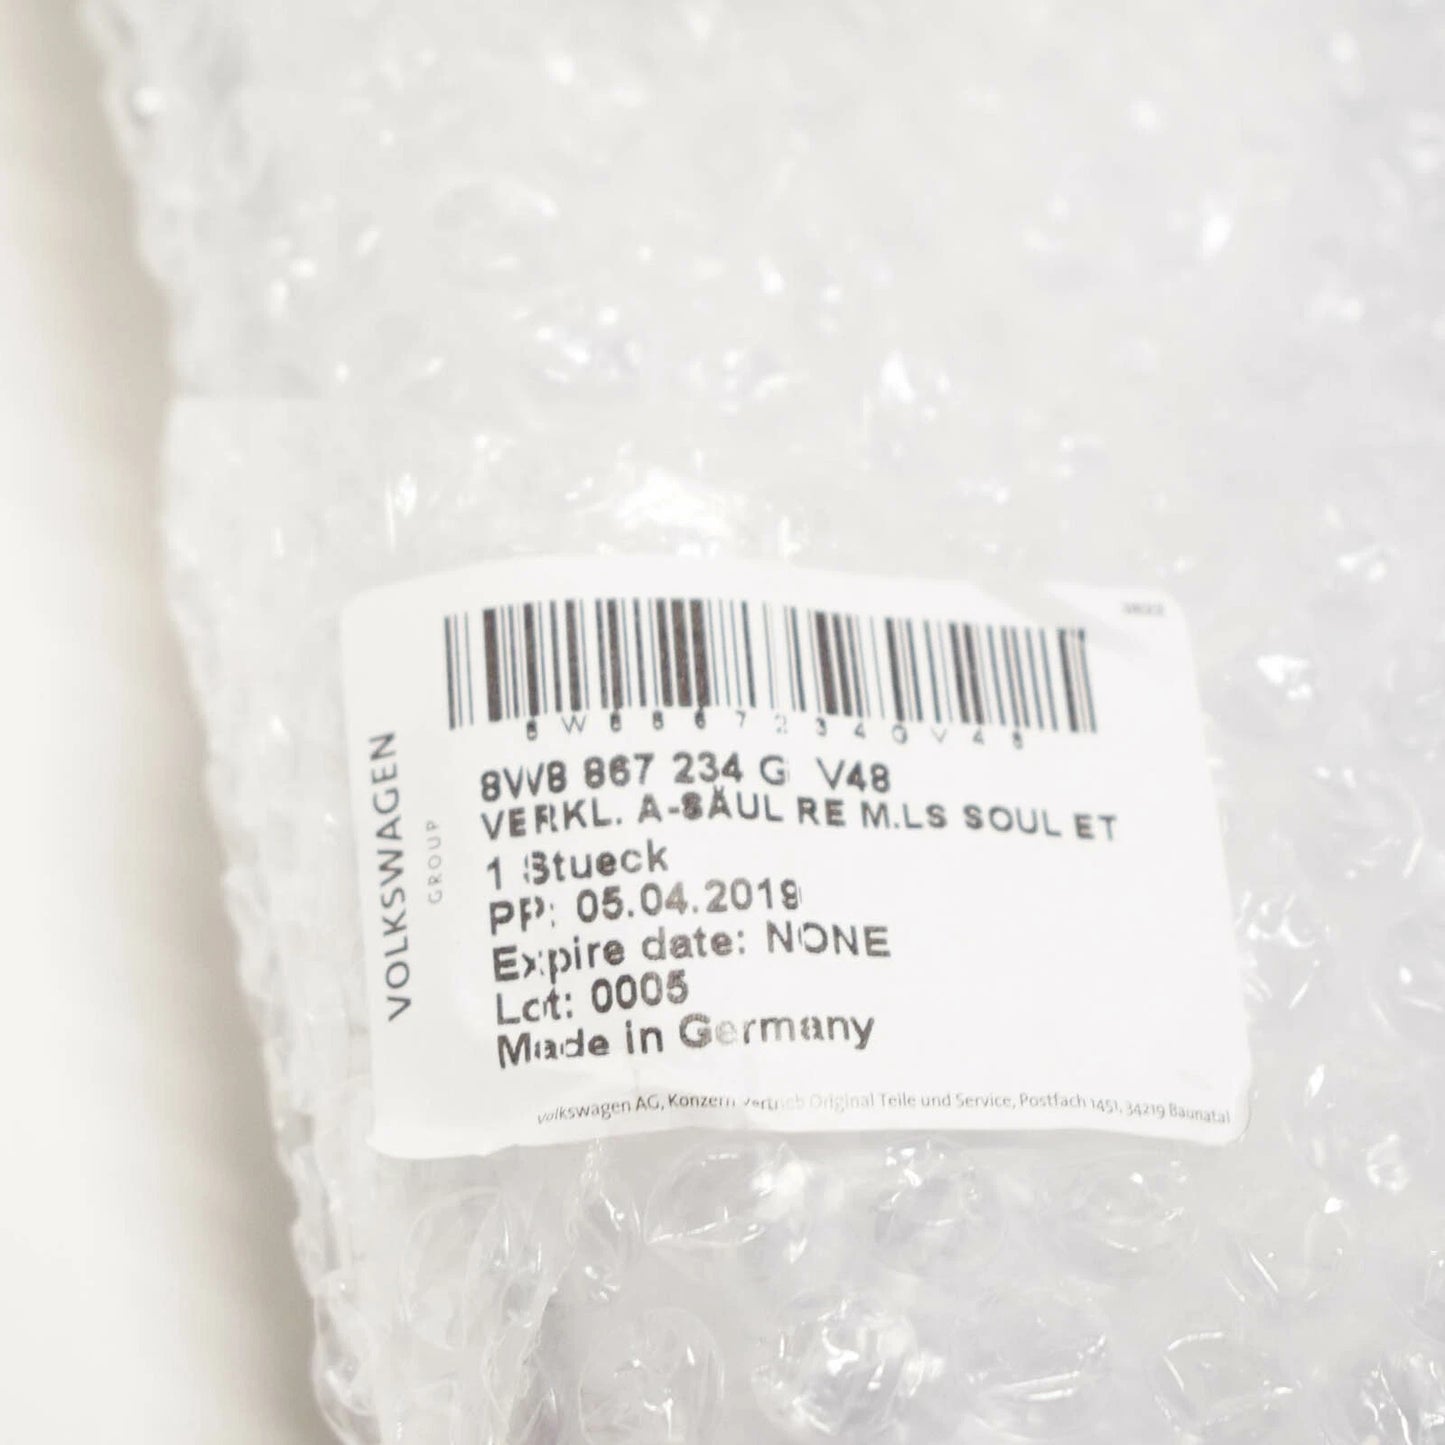 8W8867234GV48
8W8 867 234 G V48
VERKL. A-SÄUL RE M.LS SOUL ET
1 Stueck
PP: 05.04.2019
Expire date: NONE
Lot: 0005
Made in Germany
VOLKSWAGEN
GROUP
Volkswagen AG, Konzern Vertrieb Original Teile und Service, Postfach 1451, 34219 Baunatal